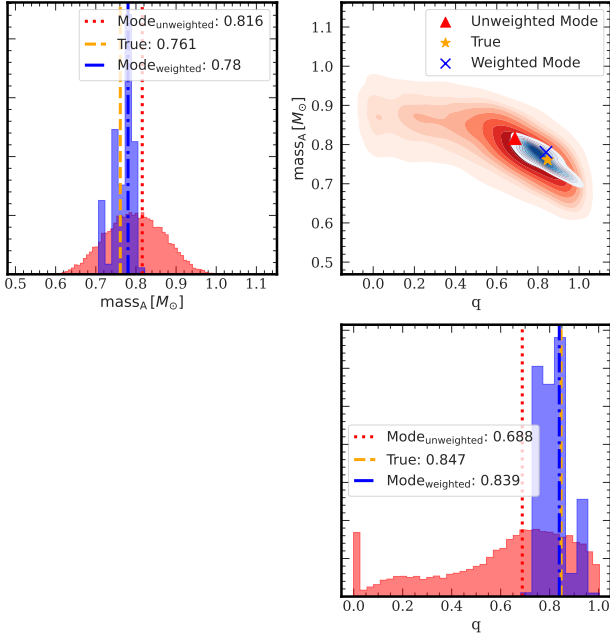 Mode_unweighted: 0.816
True: 0.761
Mode_weighted: 0.78
0.5 0.6 0.7 0.8 0.9 1.0 1.1
mass_A [M_⊙]
Unweighted Mode
True
Weighted Mode
mass_A [M_⊙]
1.1
1.0
0.9
0.8
0.7
0.6
0.5
0.0 0.2 0.4 0.6 0.8 1.0
q
Mode_unweighted: 0.688
True: 0.847
Mode_weighted: 0.839
0.0 0.2 0.4 0.6 0.8 1.0
q